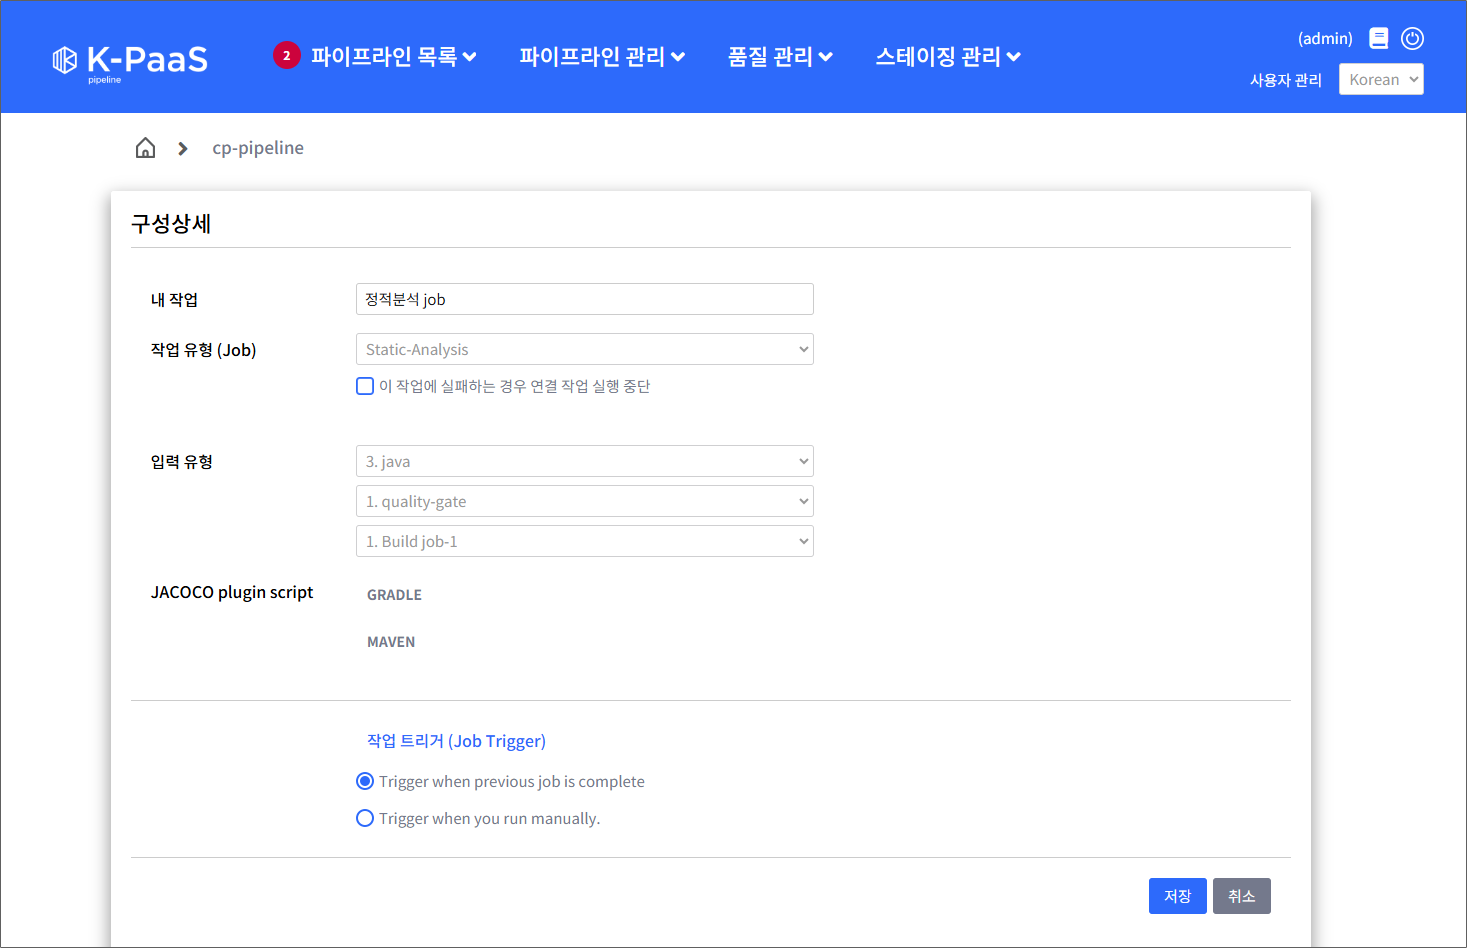 K-PaaS
pipeline
2 파이프라인 목록 파이프라인 관리 품질 관리 스테이징 관리
(admin)
사용자 관리 Korean
cp-pipeline
구성상세
내 작업 정적분석 job
작업 유형 (Job) Static-Analysis
이 작업에 실패하는 경우 연결 작업 실행 중단
입력 유형 3. java
1. quality-gate
1. Build job-1
JACOCO plugin script GRADLE
MAVEN
작업 트리거 (Job Trigger)
Trigger when previous job is complete
Trigger when you run manually.
저장 취소